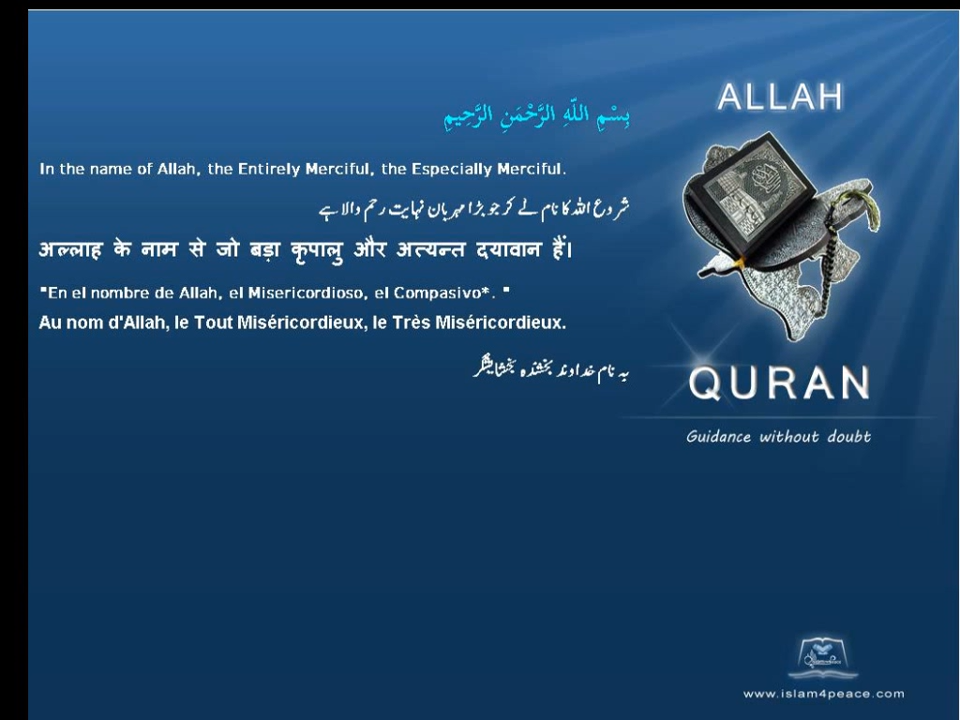 بِسْمِ اللَّهِ الرَّحْمَنِ الرَّحِيمِ
In the name of Allah, the Entirely Merciful, the Especially Merciful.
شروع الله کا نام لے کر جو بڑا مہربان نہایت رحم والا ہے
अल्लाह के नाम से जो बड़ा कृपालु और अत्यन्त दयावान हैं।
"En el nombre de Allah, el Misericordioso, el Compasivo*. "
Au nom d'Allah, le Tout Miséricordieux, le Très Miséricordieux.
به نام خداوند بخشنده بخشایشگر
ALLAH
QURAN
Guidance without doubt
www.islam4peace.com